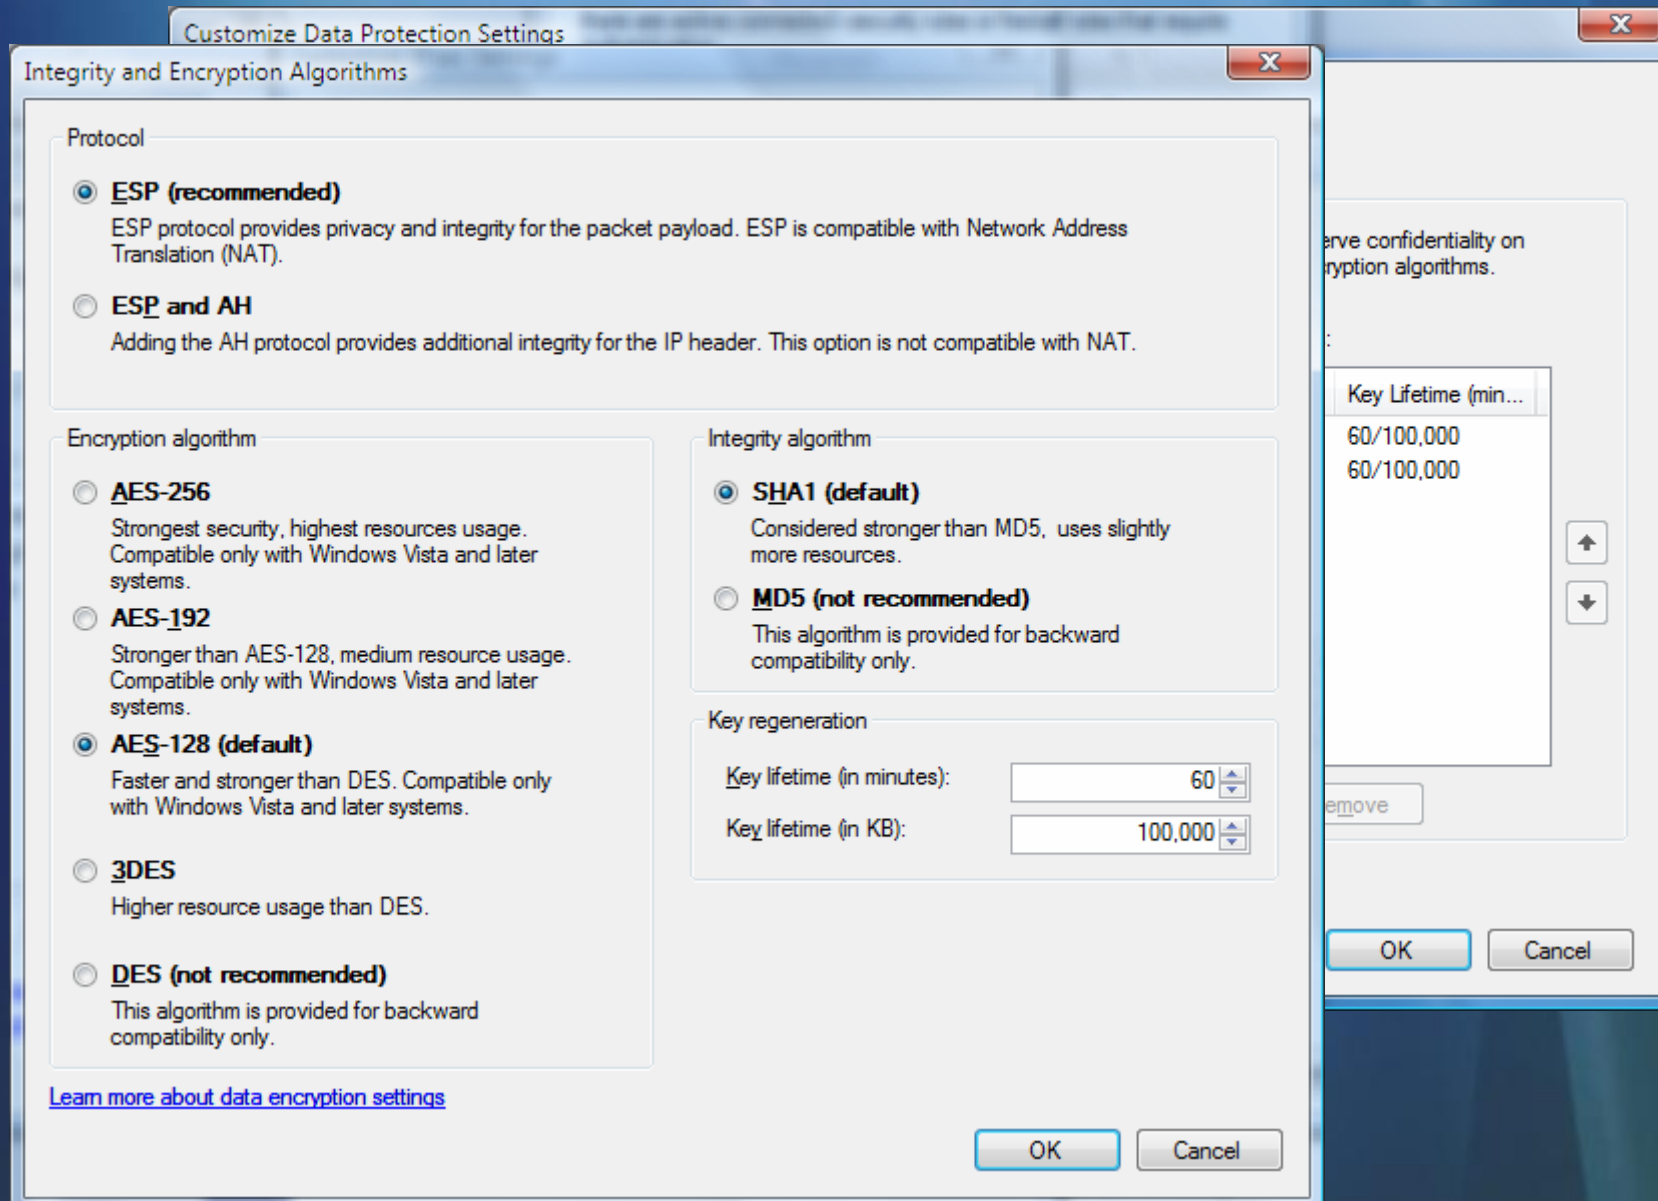 Customize Data Protection Settings
Integrity and Encryption Algorithms
Protocol
ESP (recommended)
ESP protocol provides privacy and integrity for the packet payload. ESP is compatible with Network Address
Translation (NAT).
ESP and AH
Adding the AH protocol provides additional integrity for the IP header. This option is not compatible with NAT.
Encryption algorithm
AES-256
Strongest security, highest resources usage.
Compatible only with Windows Vista and later
systems.
AES-192
Stronger than AES-128, medium resource usage.
Compatible only with Windows Vista and later
systems.
AES-128 (default)
Faster and stronger than DES. Compatible only
with Windows Vista and later systems.
3DES
Higher resource usage than DES.
DES (not recommended)
This algorithm is provided for backward
compatibility only.
Integrity algorithm
SHA1 (default)
Considered stronger than MD5, uses slightly
more resources.
MD5 (not recommended)
This algorithm is provided for backward
compatibility only.
Key regeneration
Key lifetime (in minutes): 60
Key lifetime (in KB): 100,000
Learn more about data encryption settings
OK Cancel
erve confidentiality on
ryption algorithms.
:
Key Lifetime (min...
60/100,000
60/100,000
emove
OK Cancel